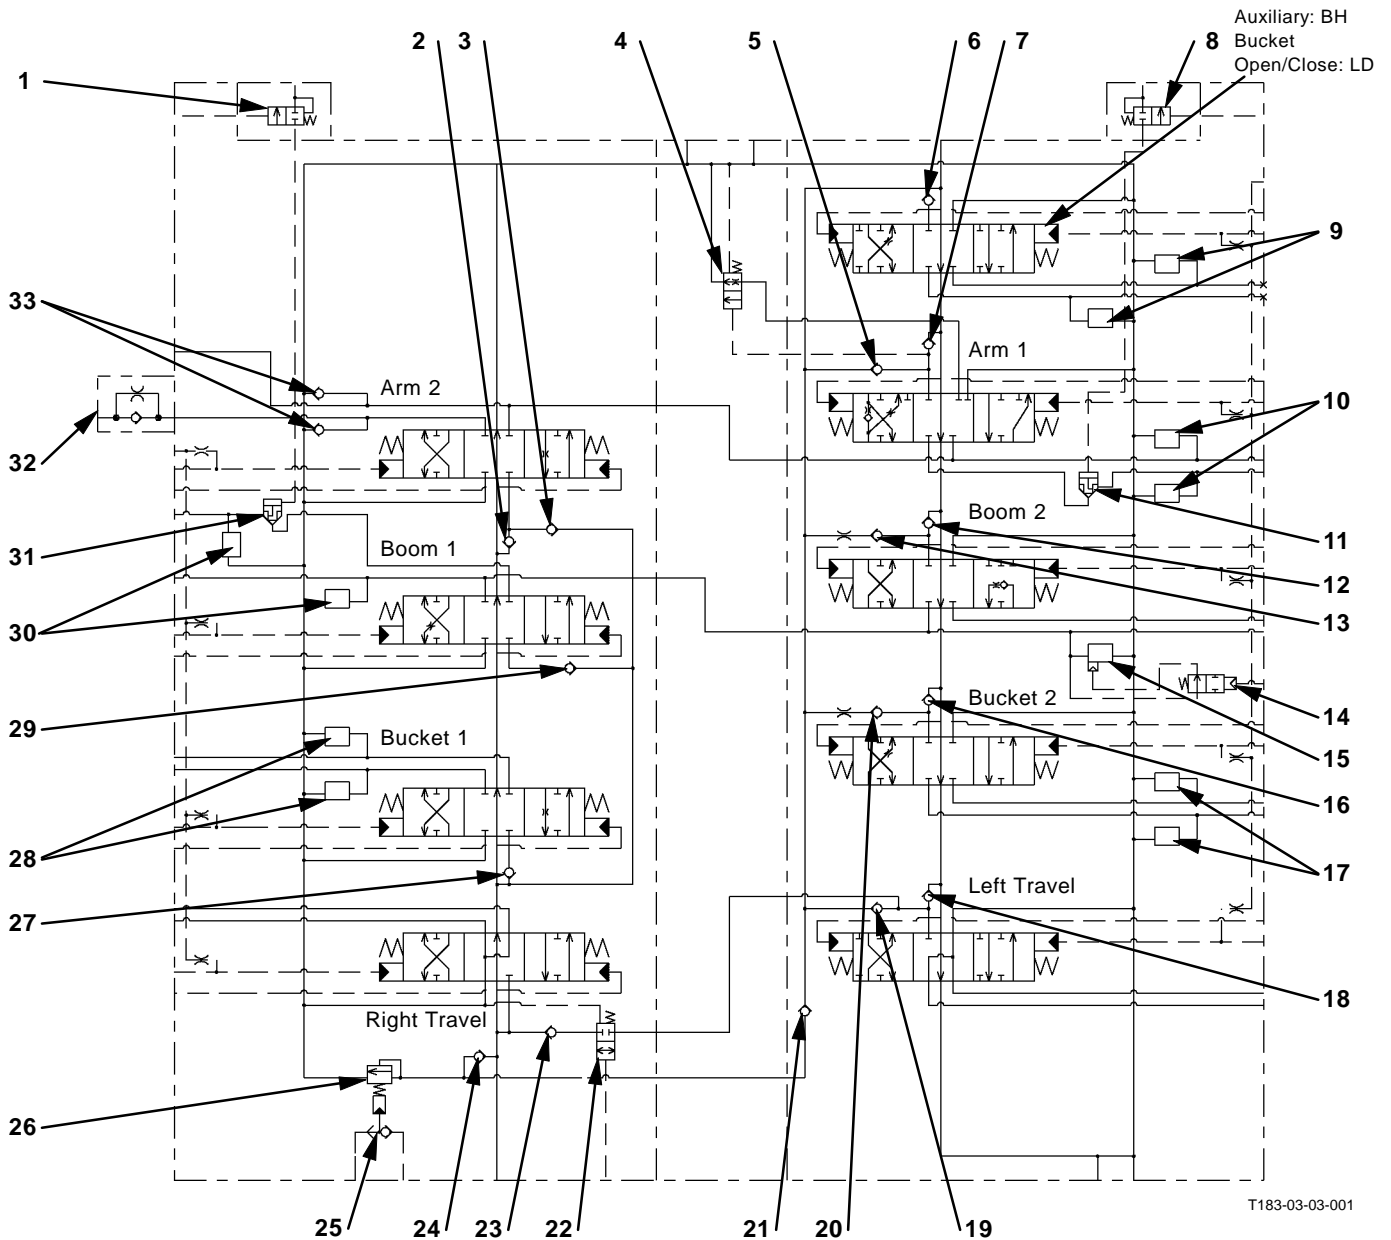 Auxiliary: BH
2 3 4 5 6 7 8 Bucket
Open/Close: LD
1
9
33
Arm 1
Arm 2
10
32
Boom 2
31 Boom 1 11
12
30 13
29 Bucket 2 14
Bucket 1
15
16
28
17
27 Left Travel
18
Right Travel
26
T183-03-03-001
25 24 23 22 21 20 19